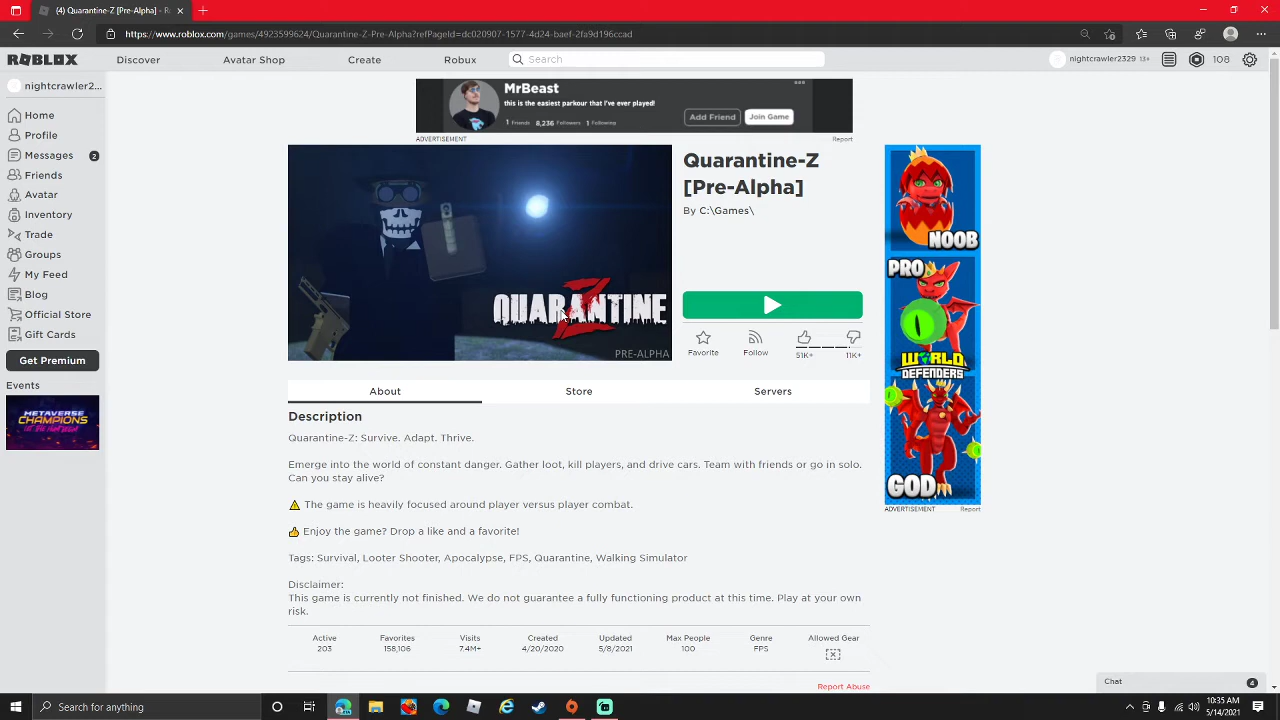 (4) Quarantine-Z [Pre-Alpha] - R
https://www.roblox.com/games/4923599624/Quarantine-Z-Pre-Alpha?refPageId=dc020907-1577-4d24-baef-2fa9d196ccad
ROBLOX Discover Avatar Shop Create Robux Search nightcrawler2329 13+ 108
nightcrawler2...
Home
Profile
Messages 2
Friends
Avatar
Inventory
Trade
Groups
My Feed
Blog
Official Store
Gift Cards
Get Premium
Events
METAVERSE
CHAMPIONS
MrBeast
this is the easiest parkour that I've ever played!
1 Friends 8,236 Followers 1 Following
Add Friend Join Game
ADVERTISEMENT Report
QUARANTINE
Z
PRE-ALPHA
Quarantine-Z
[Pre-Alpha]
By C:\Games\
Favorite Follow 51K+ 11K+
NOOB
PRO
WORLD
DEFENDERS
GOD
ADVERTISEMENT Report
About Store Servers
Description
Quarantine-Z: Survive. Adapt. Thrive.
Emerge into the world of constant danger. Gather loot, kill players, and drive cars. Team with friends or go in solo.
Can you stay alive?
⚠ The game is heavily focused around player versus player combat.
👍 Enjoy the game? Drop a like and a favorite!
Tags: Survival, Looter Shooter, Apocalypse, FPS, Quarantine, Walking Simulator
Disclaimer:
This game is currently not finished. We do not guarantee a fully functioning product at this time. Play at your own
risk.
Active Favorites Visits Created Updated Max People Genre Allowed Gear
203 158,106 7.4M+ 4/20/2020 5/8/2021 100 FPS
Report Abuse
Chat 4
Search for anything
10:35 AM
5/14/2021